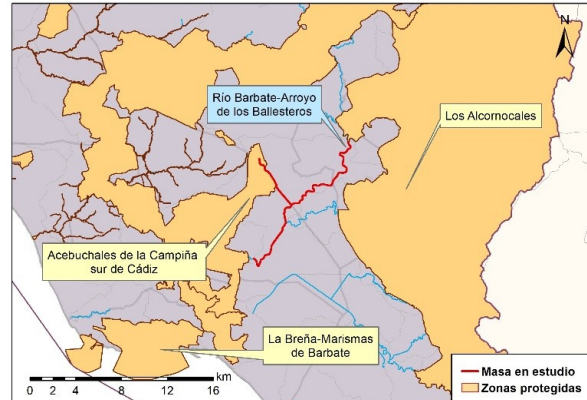 N
Río Barbate-Arroyo
de los Ballesteros
Los Alcornocales
Acebuchales de la Campiña
sur de Cádiz
La Breña-Marismas
de Barbate
km
0 2 4 8 12 16
Masa en estudio
Zonas protegidas